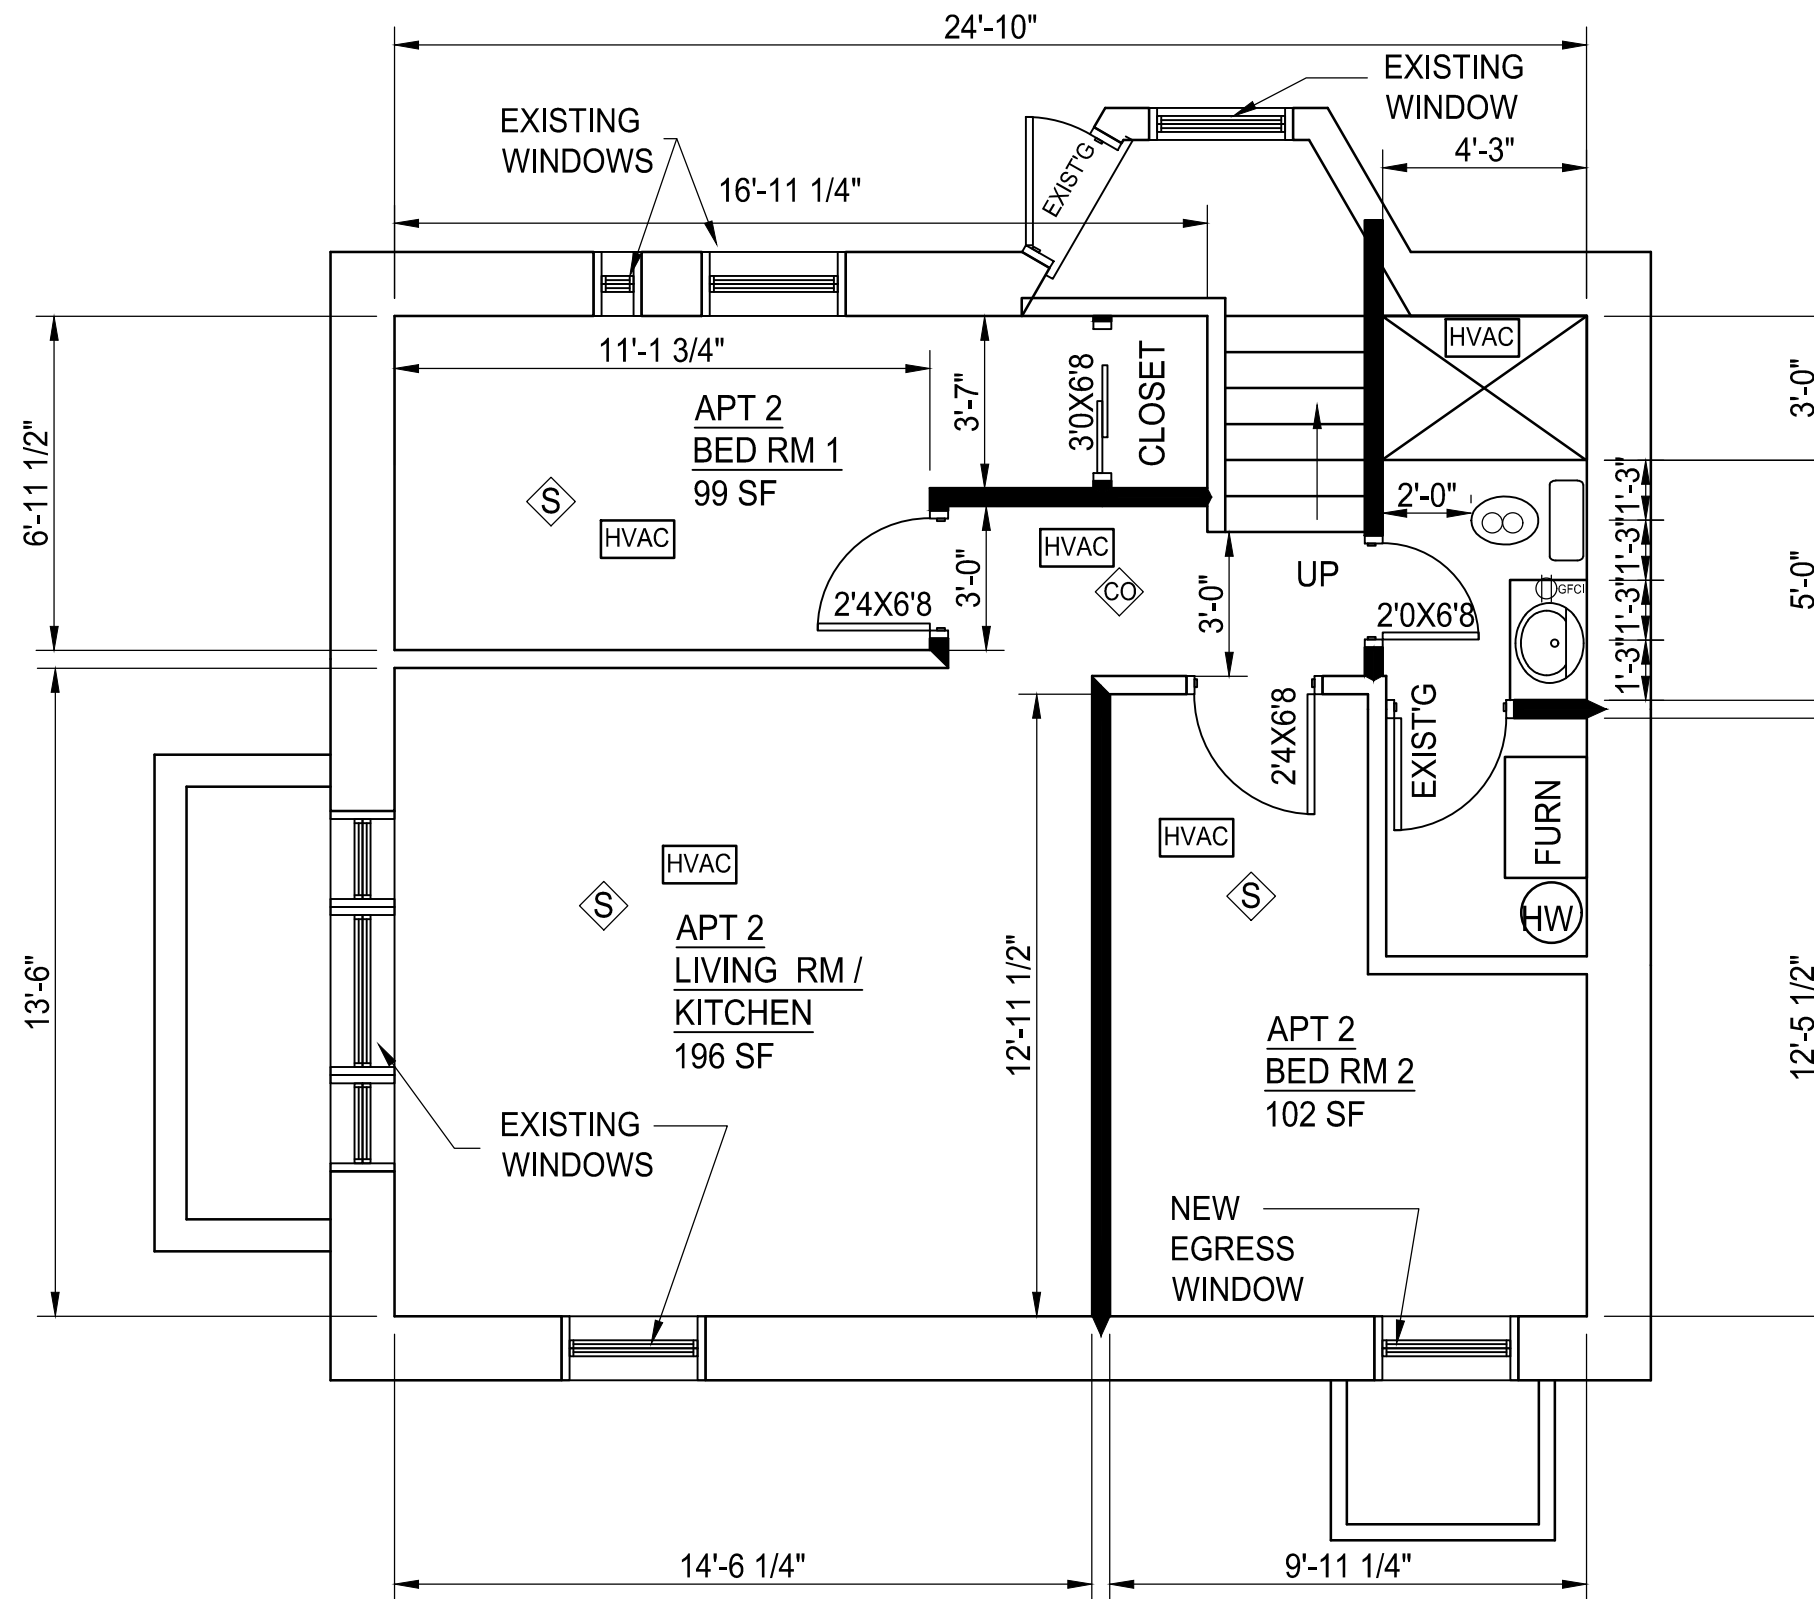 24'-10"
EXISTING
WINDOW
EXISTING
WINDOWS
4'-3"
16'-11 1/4"
EXIST'G
11'-1 3/4"
HVAC
3'-7"
3'0X6'8
CLOSET
3'-0"
APT 2
BED RM 1
99 SF
6'-11 1/2"
S
HVAC
2'-0"
1'-3"
1'-3"
1'-3"
1'-3"
5'-0"
HVAC
CO
3'-0"
3'-0"
UP
GFCI
2'4X6'8
2'0X6'8
2'4X6'8
EXIST'G
FURN
HW
HVAC
S
HVAC
S
APT 2
LIVING RM /
KITCHEN
196 SF
13'-6"
12'-11 1/2"
12'-5 1/2"
APT 2
BED RM 2
102 SF
EXISTING
WINDOWS
NEW
EGRESS
WINDOW
14'-6 1/4"
9'-11 1/4"